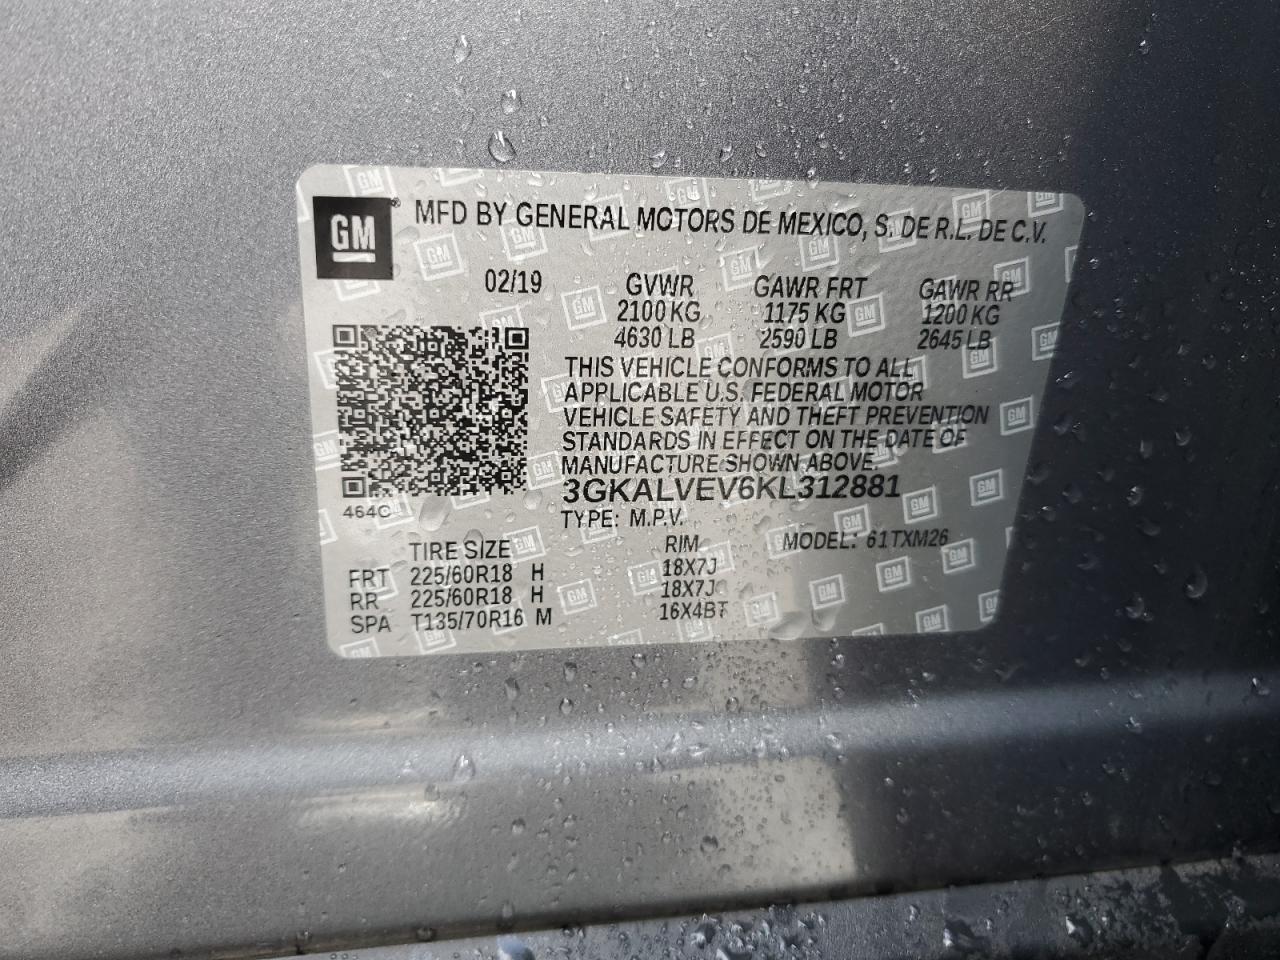 GM
MFD BY GENERAL MOTORS DE MEXICO, S. DE R.L. DE C.V.
02/19 GVWR GAWR FRT GAWR RR
2100 KG 1175 KG 1200 KG
4630 LB 2590 LB 2645 LB
THIS VEHICLE CONFORMS TO ALL
APPLICABLE U.S. FEDERAL MOTOR
VEHICLE SAFETY AND THEFT PREVENTION
STANDARDS IN EFFECT ON THE DATE OF
MANUFACTURE SHOWN ABOVE.
3GKALVEV6KL312881
464C
TYPE: M.P.V. MODEL: 61TXM26
TIRE SIZE RIM
FRT 225/60R18 H 18X7J
RR 225/60R18 H 18X7J
SPA T135/70R16 M 16X4BT